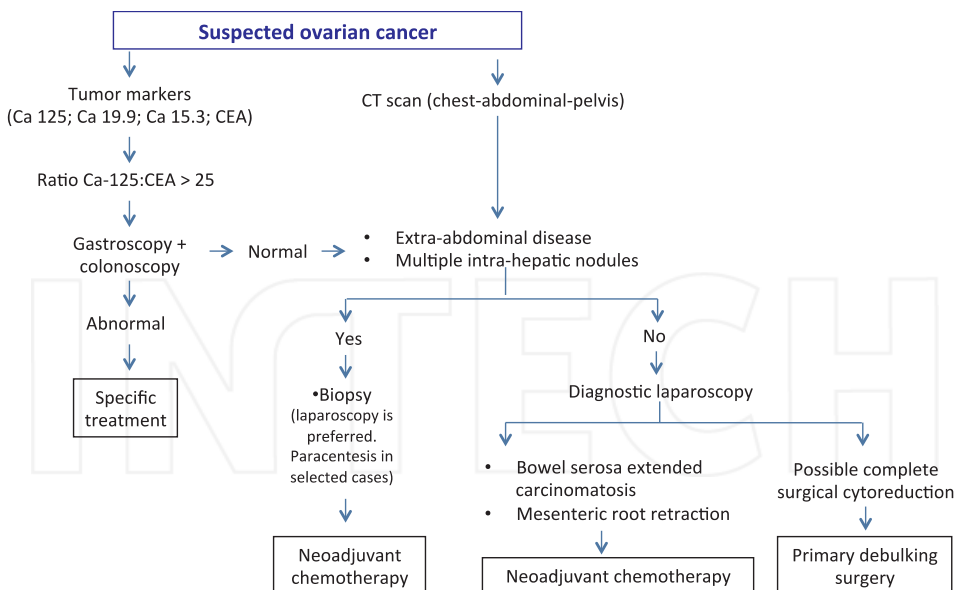 Suspected ovarian cancer
Tumor markers
(Ca 125; Ca 19.9; Ca 15.3; CEA)
CT scan (chest-abdominal-pelvis)
Ratio Ca-125:CEA > 25
Gastroscopy +
colonoscopy
Normal
• Extra-abdominal disease
• Multiple intra-hepatic nodules
Abnormal
Specific
treatment
Yes
No
•Biopsy
(laparoscopy is
preferred.
Paracentesis in
selected cases)
Neoadjuvant
chemotherapy
Diagnostic laparoscopy
• Bowel serosa extended
carcinomatosis
• Mesenteric root retraction
Neoadjuvant chemotherapy
Possible complete
surgical cytoreduction
Primary debulking
surgery
INTECH